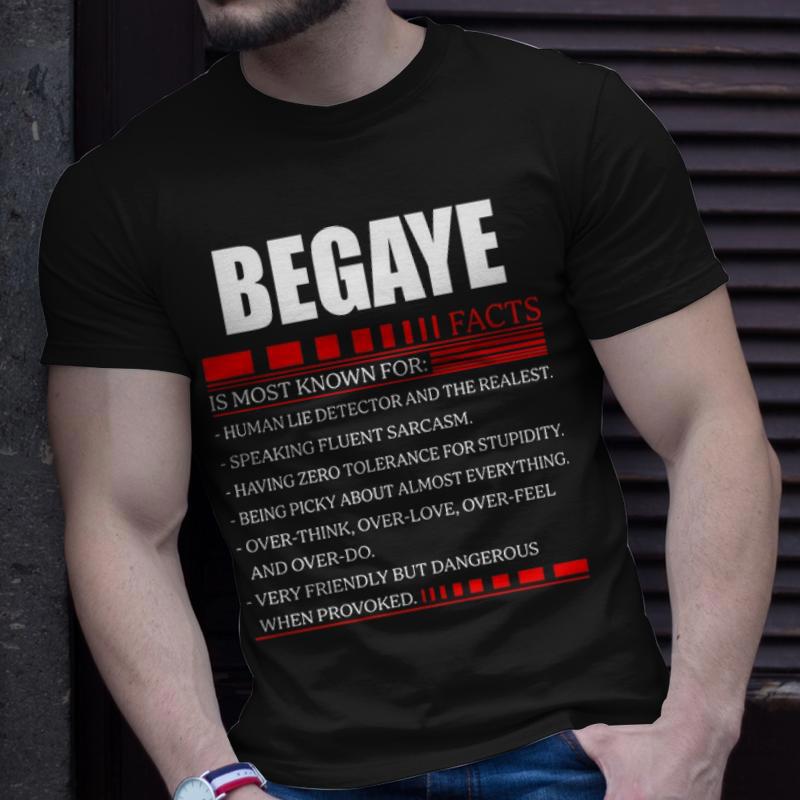 BEGAYE
FACTS
IS MOST KNOWN FOR:
- HUMAN LIE DETECTOR AND THE REALEST.
- SPEAKING FLUENT SARCASM.
- HAVING ZERO TOLERANCE FOR STUPIDITY.
- BEING PICKY ABOUT ALMOST EVERYTHING.
- OVER-THINK, OVER-LOVE, OVER-FEEL
AND OVER-DO.
- VERY FRIENDLY BUT DANGEROUS
WHEN PROVOKED.